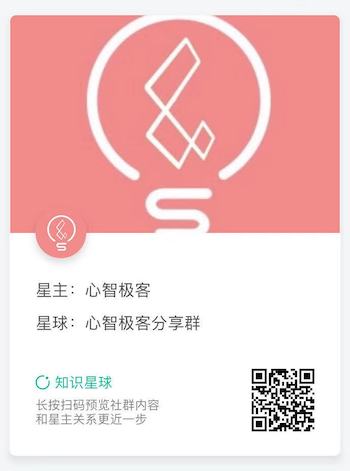 星主：心智极客
星球：心智极客分享群
知识星球
长按扫码预览社群内容
和星主关系更近一步